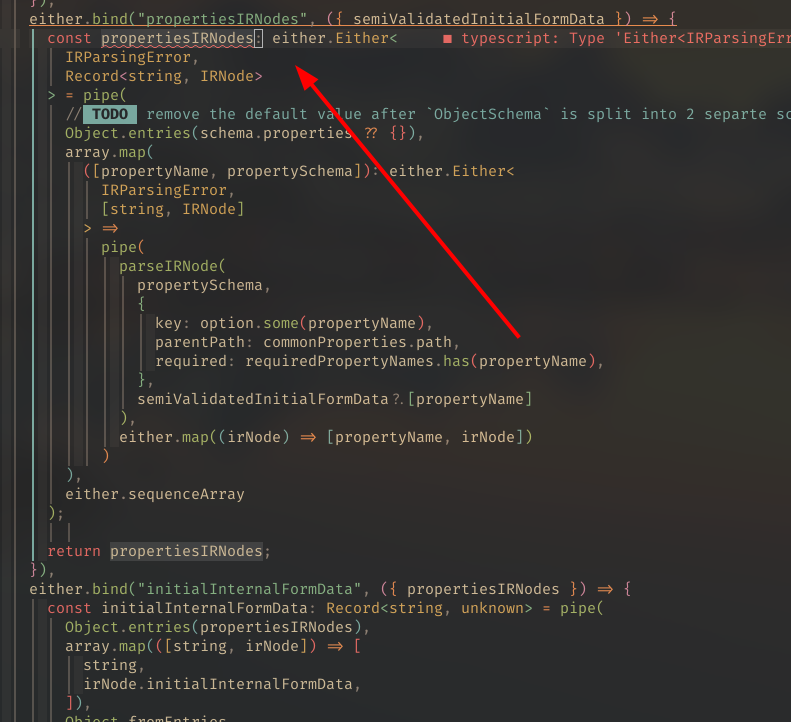 }),
either.bind("propertiesIRNodes", ({ semiValidatedInitialFormData }) => {
const propertiesIRNodes: either.Either< ■ typescript: Type 'Either<IRParsingErr
IRParsingError,
Record<string, IRNode>
> = pipe(
// TODO remove the default value after `ObjectSchema` is split into 2 separte sc
Object.entries(schema.properties ?? {}),
array.map(
([propertyName, propertySchema]): either.Either<
IRParsingError,
[string, IRNode]
> =>
pipe(
parseIRNode(
propertySchema,
{
key: option.some(propertyName),
parentPath: commonProperties.path,
required: requiredPropertyNames.has(propertyName),
},
semiValidatedInitialFormData?.[propertyName]
),
either.map((irNode) => [propertyName, irNode])
)
),
either.sequenceArray
);
return propertiesIRNodes;
}),
either.bind("initialInternalFormData", ({ propertiesIRNodes }) => {
const initialInternalFormData: Record<string, unknown> = pipe(
Object.entries(propertiesIRNodes),
array.map(([string, irNode]) => [
string,
irNode.initialInternalFormData,
]),
Object.fromEntries